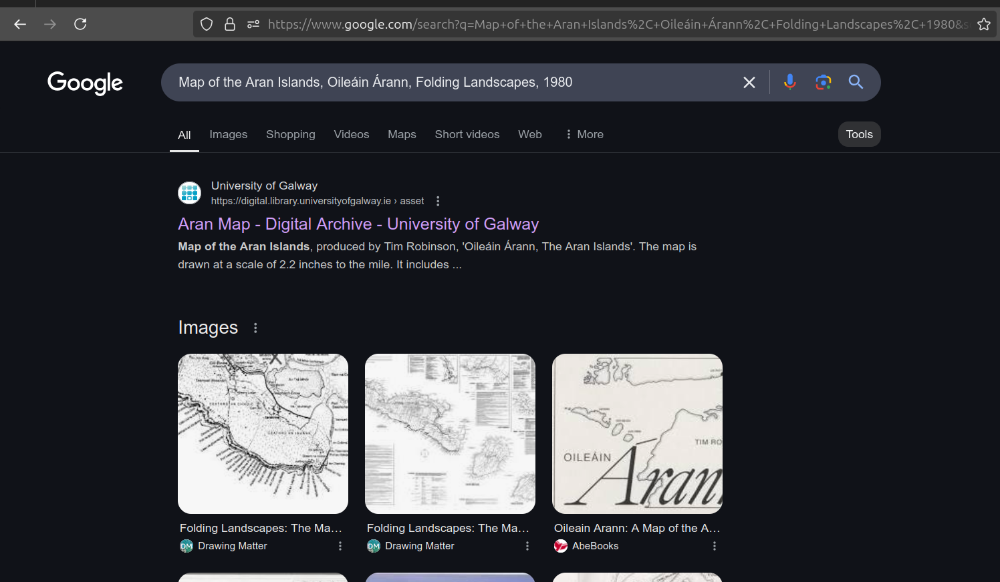 https://www.google.com/search?q=Map+of+the+Aran+Islands%2C+Oileáin+Árann%2C+Folding+Landscapes%2C+1980&s
Google
Map of the Aran Islands, Oileáin Árann, Folding Landscapes, 1980
All Images Shopping Videos Maps Short videos Web More Tools
University of Galway
https://digital.library.universityofgalway.ie › asset
Aran Map - Digital Archive - University of Galway
Map of the Aran Islands, produced by Tim Robinson, 'Oileáin Árann, The Aran Islands'. The map is
drawn at a scale of 2.2 inches to the mile. It includes ...
Images
TIM RO
OILEÁIN
Árann
Folding Landscapes: The Ma...
DM Drawing Matter
Folding Landscapes: The Ma...
DM Drawing Matter
Oileain Arann: A Map of the A...
AbeBooks